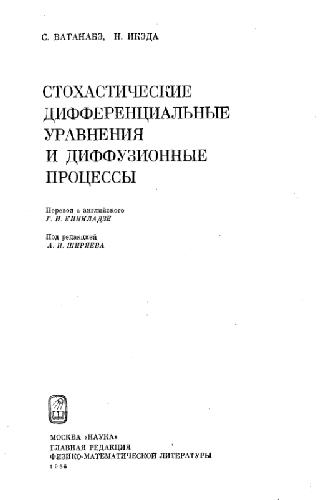 С. ВАТАНАБЭ, Н. ИКЭДА
СТОХАСТИЧЕСКИЕ
ДИФФЕРЕНЦИАЛЬНЫЕ
УРАВНЕНИЯ
И ДИФФУЗИОННЫЕ
ПРОЦЕССЫ
Перевод с английского
Под редакцией
А. Н. ШИРЯЕВА
МОСКВА «НАУКА»
ГЛАВНАЯ РЕДАКЦИЯ
ФИЗИКО-МАТЕМАТИЧЕСКОЙ ЛИТЕРАТУРЫ
1986